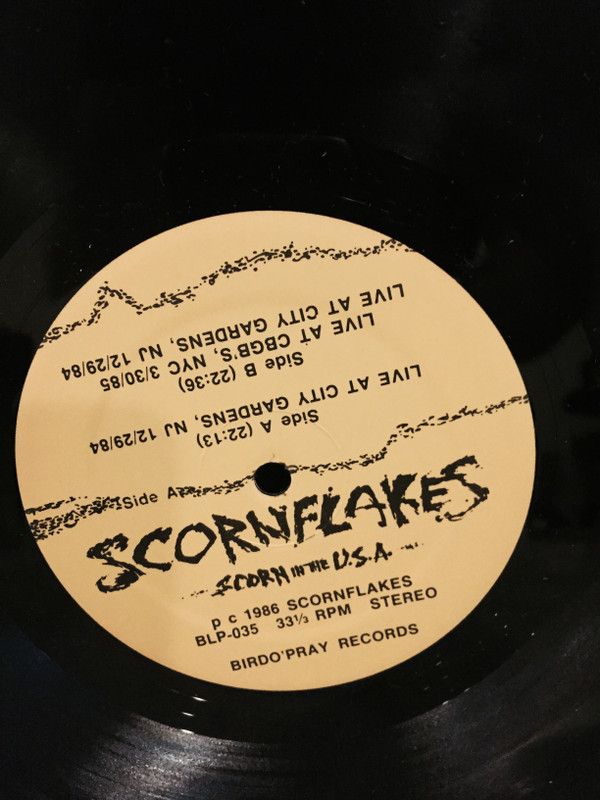 Side A
SCORNFLAKES
SCORN IN THE U.S.A.
p c 1986 SCORNFLAKES
BLP-035 33⅓ RPM STEREO
BIRDO'PRAY RECORDS
Side A (22:13)
LIVE AT CITY GARDENS, NJ 12/29/84
Side B (22:36)
LIVE AT CBGB'S, NYC 3/30/85
LIVE AT CITY GARDENS, NJ 12/29/84